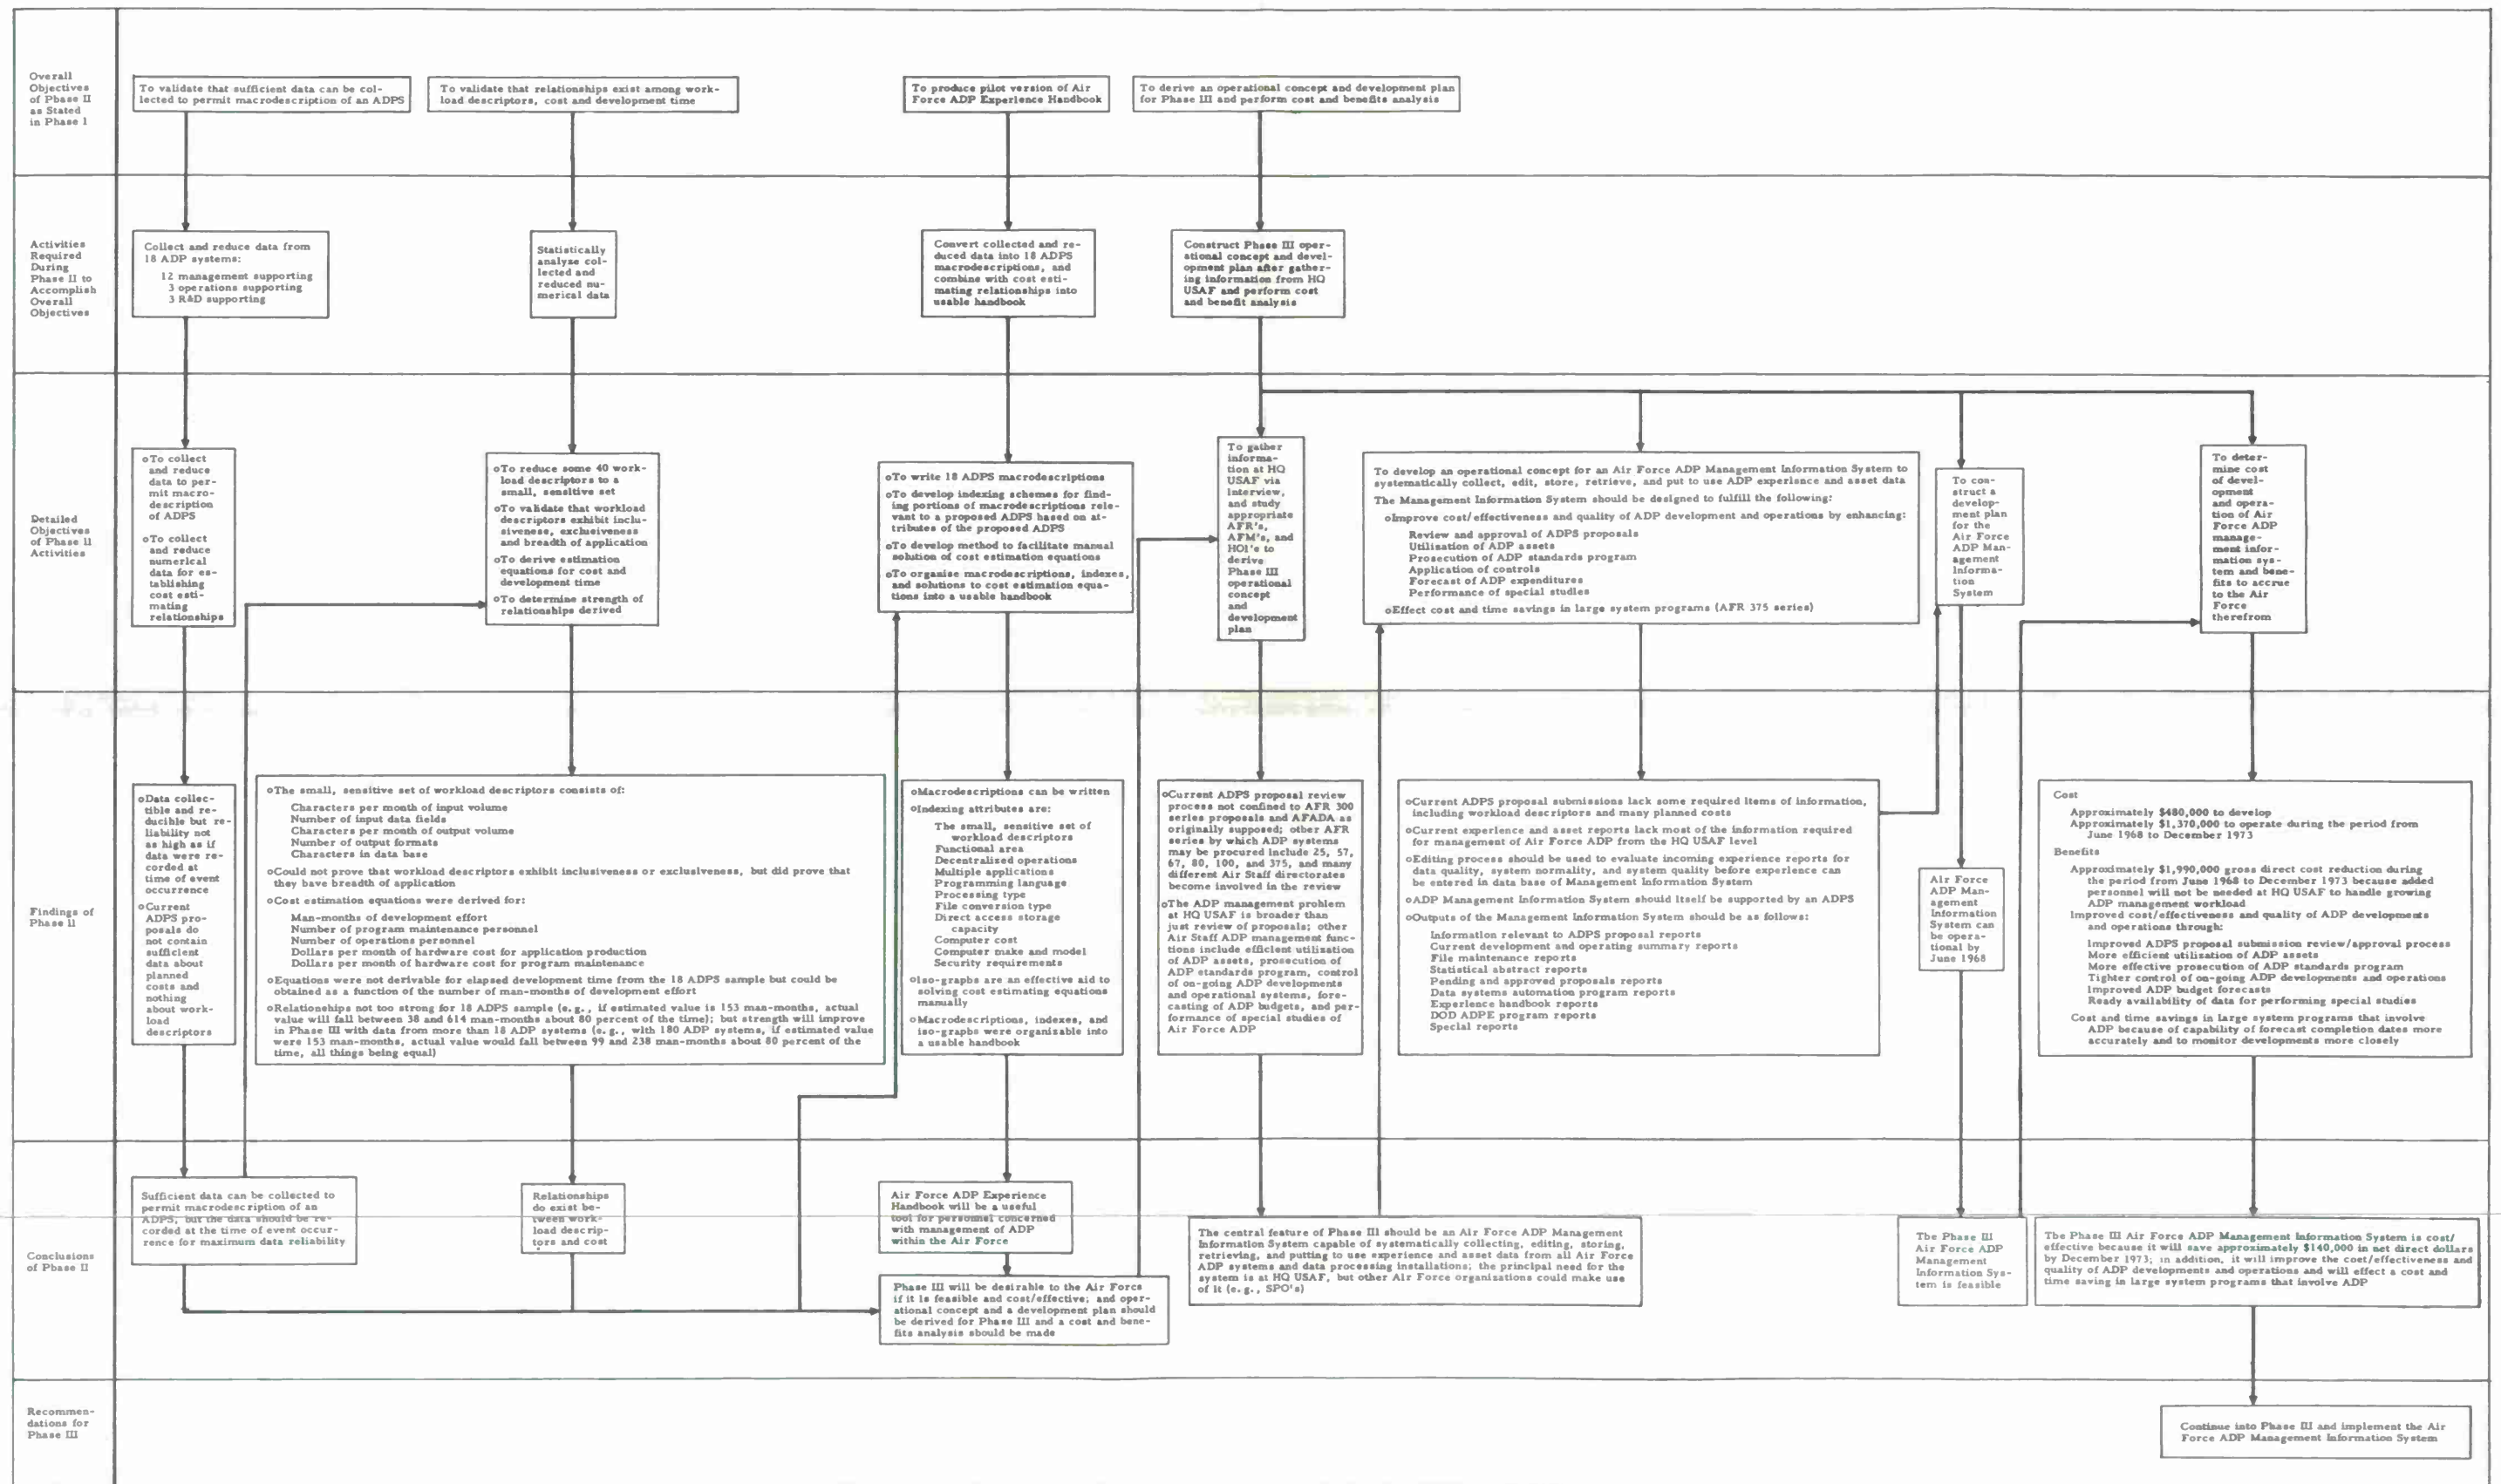 Overall
Objectives
of Phase II
as Stated
in Phase I
To validate that sufficient data can be col-
lected to permit macrodescription of an ADPS
To validate that relationships exist among work-
load descriptors, cost and development time
To produce pilot version of Air
Force ADP Experience Handbook
To derive an operational concept and development plan
for Phase III and perform cost and benefits analysis
Activities
Required
During
Phase II to
Accomplish
Overall
Objectives
Collect and reduce data from
18 ADP systems:
12 management supporting
3 operations supporting
3 R&D supporting
Statistically
analyse col-
lected and
reduced nu-
merical data
Convert collected and re-
duced data into 18 ADPS
macrodescriptions, and
combine with cost esti-
mating relationships into
usable handbook
Construct Phase III oper-
ational concept and devel-
opment plan after gather-
ing information from HQ
USAF and perform cost
and benefit analysis
Detailed
Objectives
of Phase II
Activities
oTo collect
and reduce
data to per-
mit macro-
description
of ADPS
oTo collect
and reduce
numerical
data for es-
tablishing
cost esti-
mating
relationships
oTo reduce some 40 work-
load descriptors to a
small, sensitive set
oTo validate that workload
descriptors exhibit inclu-
siveness, exclusiveness
and breadth of application
oTo derive estimation
equations for cost and
development time
oTo determine strength of
relationships derived
oTo write 18 ADPS macrodescriptions
oTo develop indexing schemes for find-
ing portions of macrodescriptions rele-
vant to a proposed ADPS based on at-
tributes of the proposed ADPS
oTo develop method to facilitate manual
solution of cost estimation equations
oTo organise macrodescriptions, indexes,
and solutions to cost estimation equa-
tions into a usable handbook
To gather
informa-
tion at HQ
USAF via
interview,
and study
appropriate
AFR's,
AFM's, and
HOI's to
derive
Phase III
operational
concept
and
development
plan
To develop an operational concept for an Air Force ADP Management Information System to
systematically collect, edit, store, retrieve, and put to use ADP experience and asset data
The Management Information System should be designed to fulfill the following:
oImprove cost/effectiveness and quality of ADP development and operations by enhancing:
Review and approval of ADPS proposals
Utilization of ADP assets
Prosecution of ADP standards program
Application of controls
Forecast of ADP expenditures
Performance of special studies
oEffect cost and time savings in large system programs (AFR 375 series)
To con-
struct a
develop-
ment plan
for the
Air Force
ADP Man-
agement
Informa-
tion
System
To deter-
mine cost
of devel-
opment
and opera-
tion of Air
Force ADP
manage-
ment infor-
mation sys-
tem and bene-
fits to accrue
to the Air
Force
therefrom
Findings of
Phase II
oData collec-
tible and re-
ducible but re-
liability not
as high as if
data were re-
corded at
time of event
occurrence
oCurrent
ADPS pro-
posals do
not contain
sufficient
data about
planned
costs and
nothing
about work-
load
descriptors
oThe small, sensitive set of workload descriptors consists of:
Characters per month of input volume
Number of input data fields
Characters per month of output volume
Number of output formats
Characters in data base
oCould not prove that workload descriptors exhibit inclusiveness or exclusiveness, but did prove that
they have breadth of application
oCost estimation equations were derived for:
Man-months of development effort
Number of program maintenance personnel
Number of operations personnel
Dollars per month of hardware cost for application production
Dollars per month of hardware cost for program maintenance
oEquations were not derivable for elapsed development time from the 18 ADPS sample but could be
obtained as a function of the number of man-months of development effort
oRelationships not too strong for 18 ADPS sample (e.g., if estimated value is 153 man-months, actual
value will fall between 38 and 614 man-months about 80 percent of the time); but strength will improve
in Phase III with data from more than 18 ADP systems (e.g., with 180 ADP systems, if estimated value
were 153 man-months, actual value would fall between 99 and 238 man-months about 80 percent of the
time, all things being equal)
oMacrodescriptions can be written
oIndexing attributes are:
The small, sensitive set of
workload descriptors
Functional area
Decentralized operations
Multiple applications
Programming language
Processing type
File conversion type
Direct access storage
capacity
Computer cost
Computer make and model
Security requirements
oIso-graphs are an effective aid to
solving cost estimating equations
manually
oMacrodescriptions, indexes, and
iso-graphs were organizable into
a usable handbook
oCurrent ADPS proposal review
process not confined to AFR 300
series proposals and AFADA as
originally supposed; other AFR
series by which ADP systems
may be procured include 25, 57,
67, 80, 100, and 375, and many
different Air Staff directorates
become involved in the review
oThe ADP management problem
at HQ USAF is broader than
just review of proposals; other
Air Staff ADP management func-
tions include efficient utilization
of ADP assets, prosecution of
ADP standards program, control
of on-going ADP developments
and operational systems, fore-
casting of ADP budgets, and per-
formance of special studies of
Air Force ADP
oCurrent ADPS proposal submissions lack some required items of information,
including workload descriptors and many planned costs
oCurrent experience and asset reports lack most of the information required
for management of Air Force ADP from the HQ USAF level
oEditing process should be used to evaluate incoming experience reports for
data quality, system normality, and system quality before experience can
be entered in data base of Management Information System
oADP Management Information System should itself be supported by an ADPS
oOutputs of the Management Information System should be as follows:
Information relevant to ADPS proposal reports
Current development and operating summary reports
File maintenance reports
Statistical abstract reports
Pending and approved proposals reports
Data systems automation program reports
Experience handbook reports
DOD ADPE program reports
Special reports
Air Force
ADP Man-
agement
Information
System can
be opera-
tional by
June 1968
Cost
Approximately $480,000 to develop
Approximately $1,370,000 to operate during the period from
June 1968 to December 1973
Benefits
Approximately $1,990,000 gross direct cost reduction during
the period from June 1968 to December 1973 because added
personnel will not be needed at HQ USAF to handle growing
ADP management workload
Improved cost/effectiveness and quality of ADP developments
and operations through:
Improved ADPS proposal submission review/approval process
More efficient utilization of ADP assets
More effective prosecution of ADP standards program
Tighter control of on-going ADP developments and operations
Improved ADP budget forecasts
Ready availability of data for performing special studies
Cost and time savings in large system programs that involve
ADP because of capability of forecast completion dates more
accurately and to monitor developments more closely
Conclusions
of Phase II
Sufficient data can be collected to
permit macrodescription of an
ADPS, but the data should be re-
corded at the time of event occur-
rence for maximum data reliability
Relationships
do exist be-
tween work-
load descrip-
tors and cost
Air Force ADP Experience
Handbook will be a useful
tool for personnel concerned
with management of ADP
within the Air Force
Phase III will be desirable to the Air Force
if it is feasible and cost/effective; and oper-
ational concept and a development plan should
be derived for Phase III and a cost and bene-
fits analysis should be made
The central feature of Phase III should be an Air Force ADP Management
Information System capable of systematically collecting, editing, storing,
retrieving, and putting to use experience and asset data from all Air Force
ADP systems and data processing installations; the principal need for the
system is at HQ USAF, but other Air Force organizations could make use
of it (e.g., SPO's)
The Phase III
Air Force ADP
Management
Information Sys-
tem is feasible
The Phase III Air Force ADP Management Information System is cost/
effective because it will save approximately $140,000 in net direct dollars
by December 1973; in addition, it will improve the cost/effectiveness and
quality of ADP developments and operations and will effect a cost and
time saving in large system programs that involve ADP
Recommen-
dations for
Phase III
Continue into Phase III and implement the Air
Force ADP Management Information System